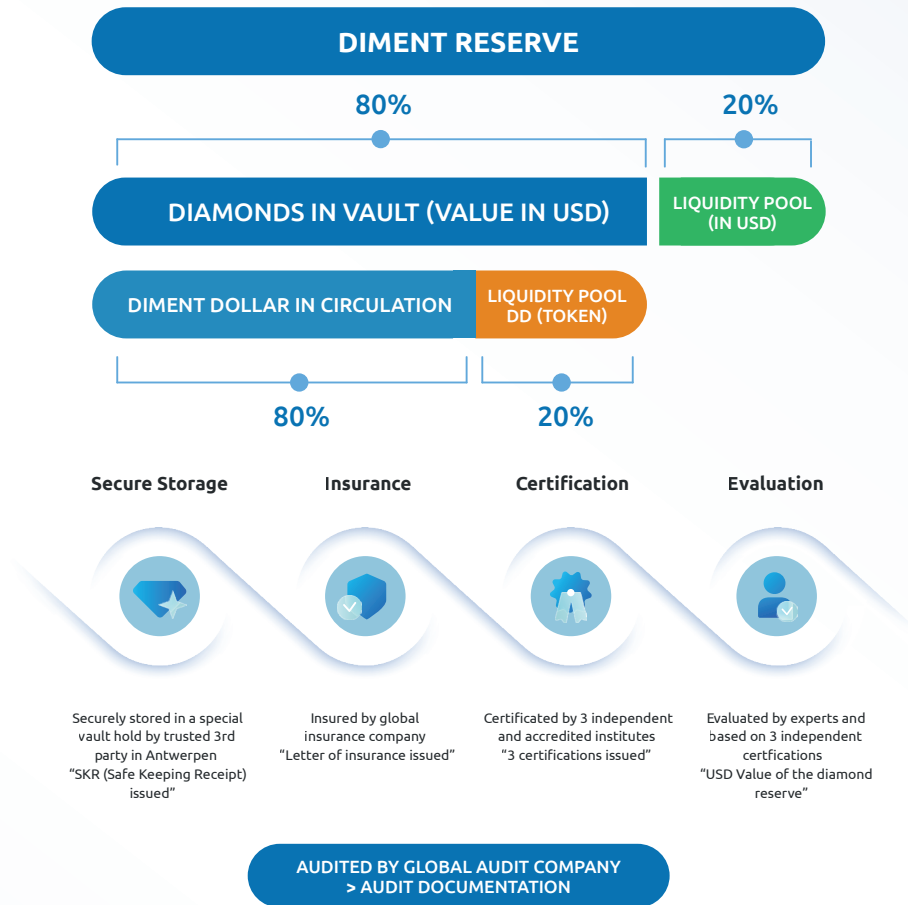 DIMENT RESERVE
80%
20%
DIAMONDS IN VAULT (VALUE IN USD)
LIQUIDITY POOL
(IN USD)
DIMENT DOLLAR IN CIRCULATION
LIQUIDITY POOL
DD (TOKEN)
80%
20%
Secure Storage
Insurance
Certification
Evaluation
Securely stored in a special
vault hold by trusted 3rd
party in Antwerpen
“SKR (Safe Keeping Receipt)
issued”
Insured by global
insurance company
“Letter of insurance issued”
Certificated by 3 independent
and accredited institutes
“3 certifications issued”
Evaluated by experts and
based on 3 independent
certfications
“USD Value of the diamond
reserve”
AUDITED BY GLOBAL AUDIT COMPANY
> AUDIT DOCUMENTATION